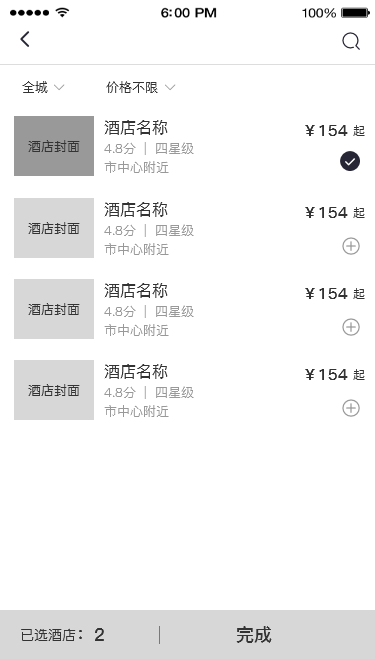 6:00 PM 100%
全城 价格不限
酒店封面
酒店名称
4.8分 | 四星级
市中心附近
¥154 起
酒店封面
酒店名称
4.8分 | 四星级
市中心附近
¥154 起
酒店封面
酒店名称
4.8分 | 四星级
市中心附近
¥154 起
酒店封面
酒店名称
4.8分 | 四星级
市中心附近
¥154 起
已选酒店：2 | 完成